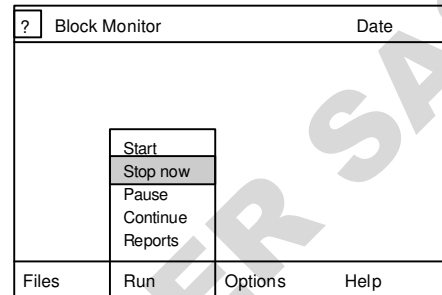 ? Block Monitor Date
Start
Stop now
Pause
Continue
Reports
Files Run Options Help